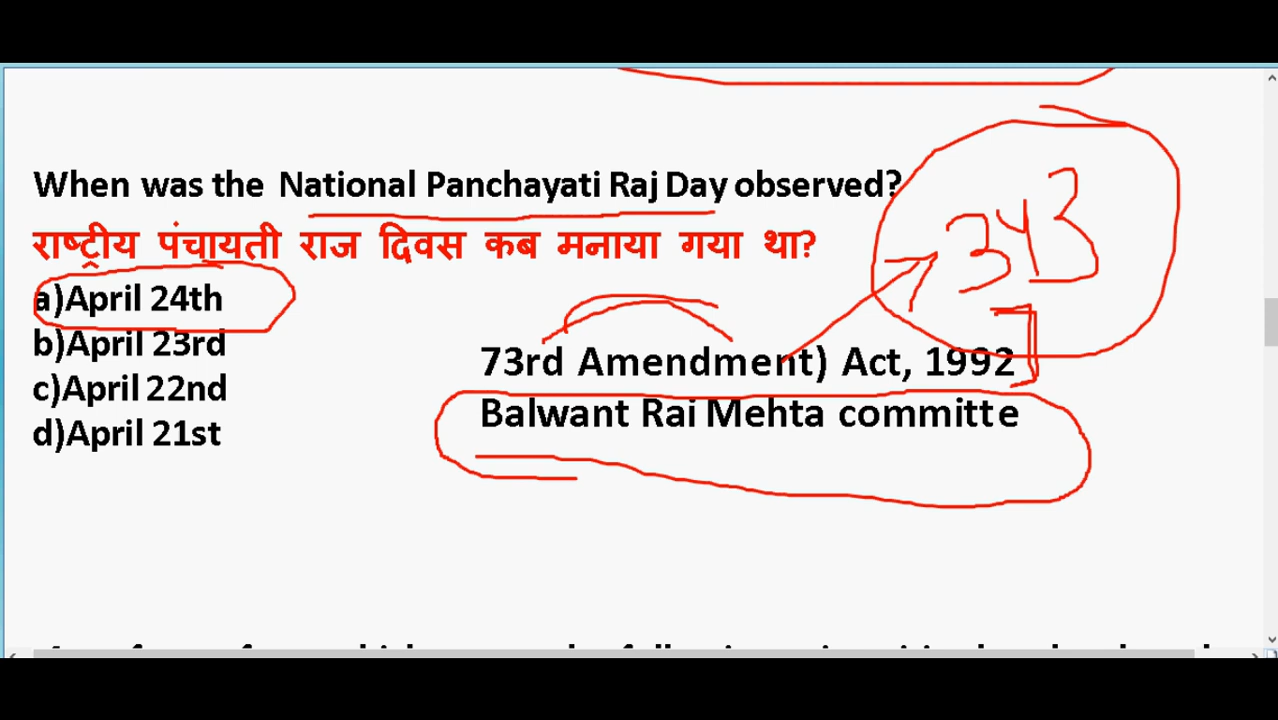 When was the National Panchayati Raj Day observed?
राष्ट्रीय पंचायती राज दिवस कब मनाया गया था?
a)April 24th
b)April 23rd
c)April 22nd
d)April 21st
343
73rd Amendment) Act, 1992
Balwant Rai Mehta committe